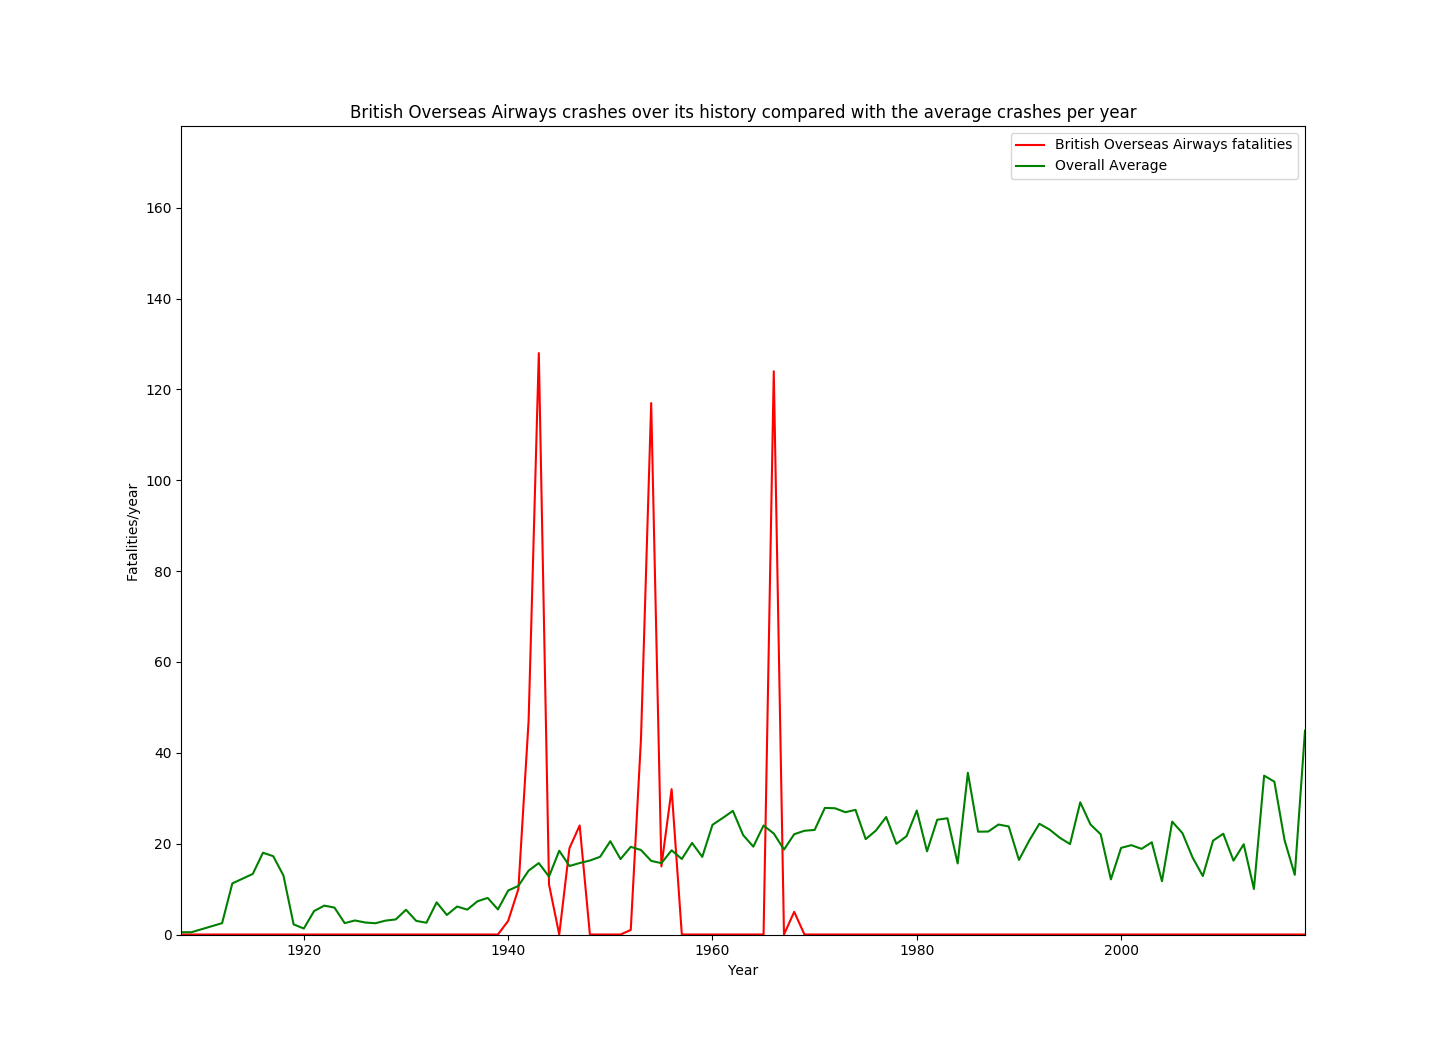 British Overseas Airways crashes over its history compared with the average crashes per year
British Overseas Airways fatalities
Overall Average
160
140
120
100
80
60
40
20
0
Fatalities/year
1920 1940 1960 1980 2000
Year